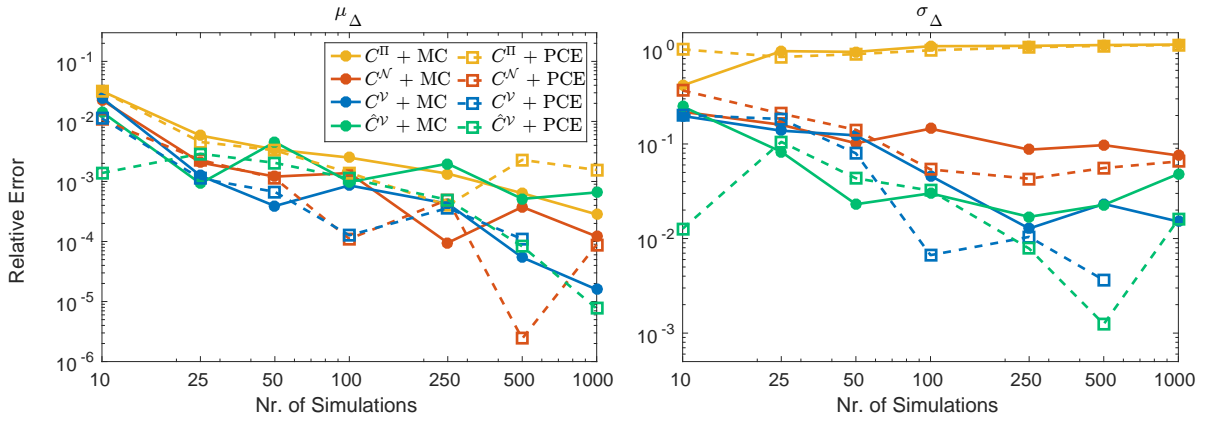 μ_Δ
Relative Error
10^-1
10^-2
10^-3
10^-4
10^-5
10^-6
C^Π + MC
C^𝒩 + MC
C^𝒱 + MC
Ĉ^𝒱 + MC
C^Π + PCE
C^𝒩 + PCE
C^𝒱 + PCE
Ĉ^𝒱 + PCE
10 25 50 100 250 500 1000
Nr. of Simulations
σ_Δ
10^0
10^-1
10^-2
10^-3
10 25 50 100 250 500 1000
Nr. of Simulations